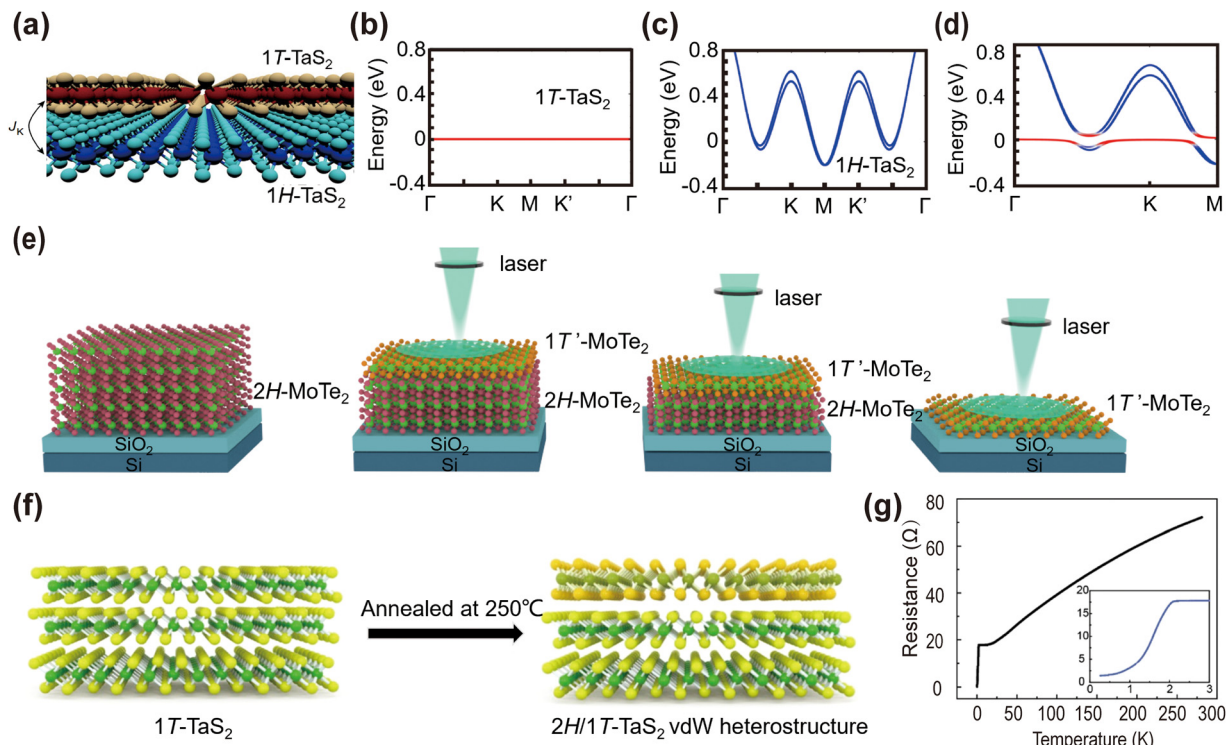 (a)
1T-TaS₂
J_K
1H-TaS₂
(b)
Energy (eV)
0.8
0.4
0
-0.4
1T-TaS₂
Γ K M K' Γ
(c)
Energy (eV)
0.8
0.4
0
-0.4
1H-TaS₂
Γ K M K' Γ
(d)
Energy (eV)
0.8
0.4
0
-0.4
Γ K M
(e)
2H-MoTe₂
SiO₂
Si
laser
1T'-MoTe₂
2H-MoTe₂
SiO₂
Si
laser
1T'-MoTe₂
2H-MoTe₂
SiO₂
Si
laser
1T'-MoTe₂
SiO₂
Si
(f)
1T-TaS₂
Annealed at 250℃
2H/1T-TaS₂ vdW heterostructure
(g)
Resistance (Ω)
80
60
40
20
0
20
15
10
5
0
0 1 2 3
0 50 100 150 200 250 300
Temperature (K)